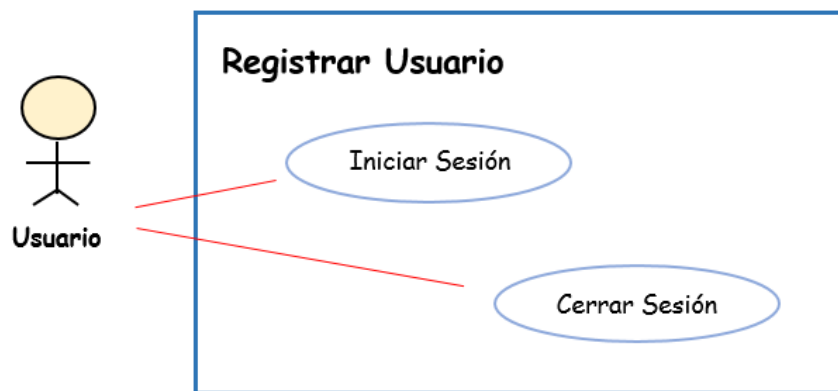 Registrar Usuario
Iniciar Sesión
Usuario
Cerrar Sesión